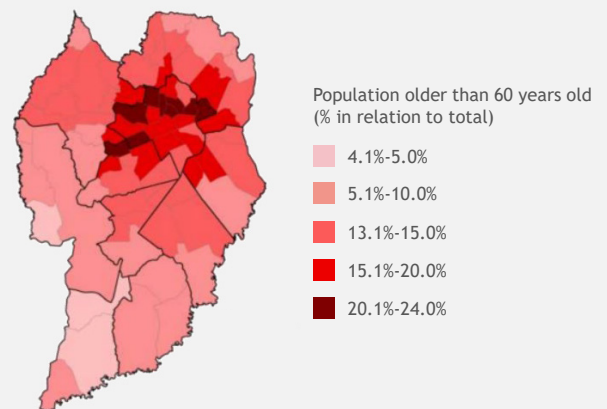 Population older than 60 years old
(% in relation to total)
4.1%-5.0%
5.1%-10.0%
13.1%-15.0%
15.1%-20.0%
20.1%-24.0%